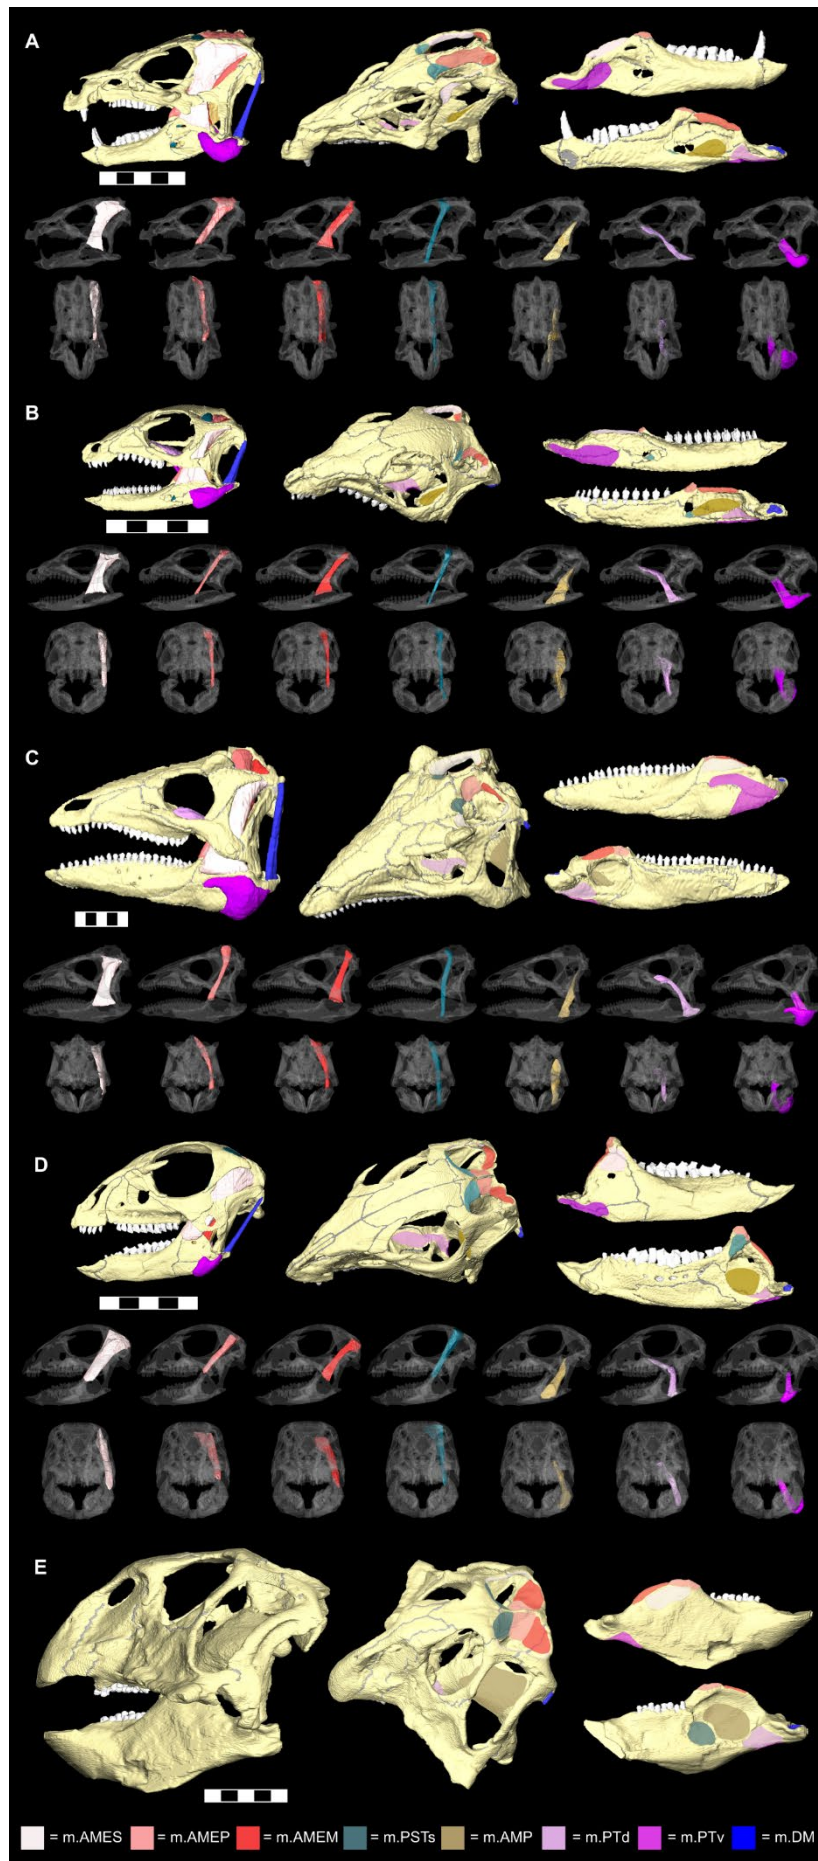 A
B
C
D
E
= m.AMES = m.AMEP = m.AMEM = m.PSTs = m.AMP = m.PTd = m.PTv = m.DM